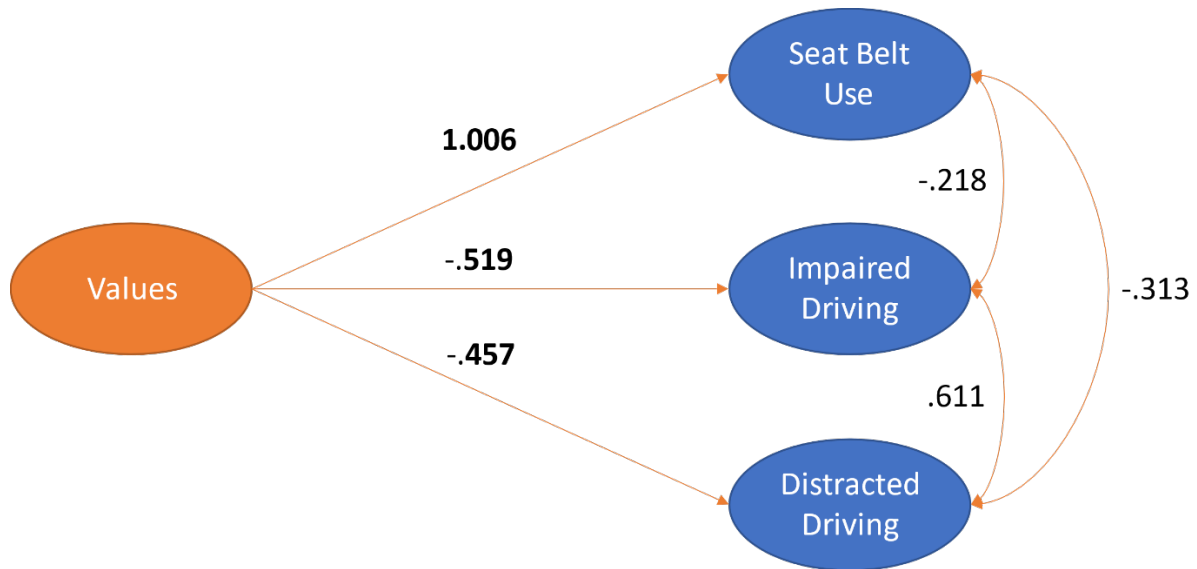 Seat Belt
Use
1.006
-.218
Values
-.519
Impaired
Driving
-.313
-.457
.611
Distracted
Driving